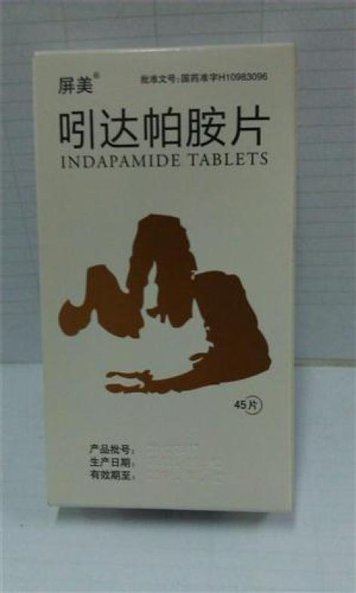 屏美®
批准文号:国药准字H10983096
吲达帕胺片
INDAPAMIDE TABLETS
45片
产品批号:
生产日期:
有效期至: